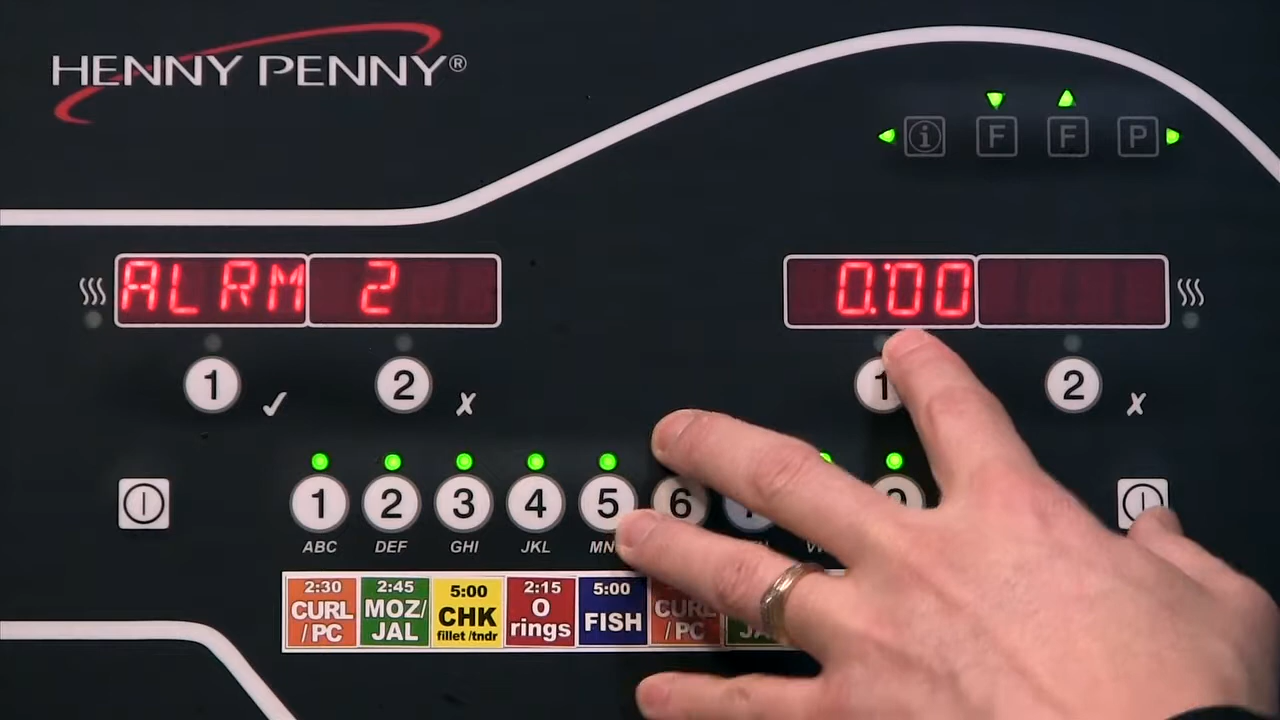 HENNY PENNY®
i F F P
ALRM 2
0:00
1 ✓ 2 ✗
1 2 ✗
1 2 3 4 5 6
ABC DEF GHI JKL
2:30 CURL /PC
2:45 MOZ/ JAL
5:00 CHK fillet /tndr
2:15 O rings
5:00 FISH
CURL /PC